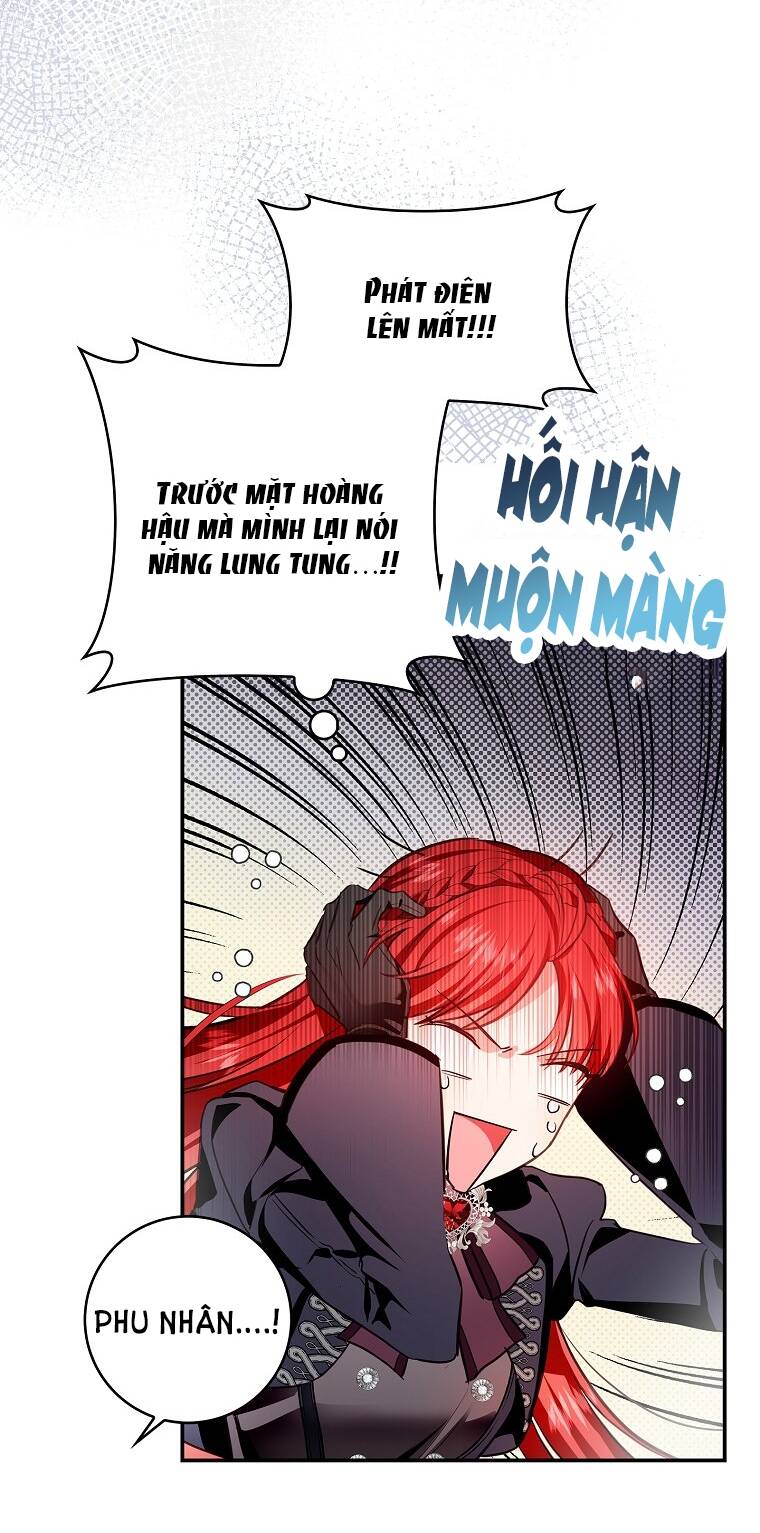 PHÁT ĐIÊN
LÊN MẤT!!!
TRƯỚC MẶT HOÀNG
HẬU MÀ MÌNH LẠI NÓI
NĂNG LUNG TUNG...!!
HỐI HẬN
MUỘN MÀNG
PHU NHÂN....!